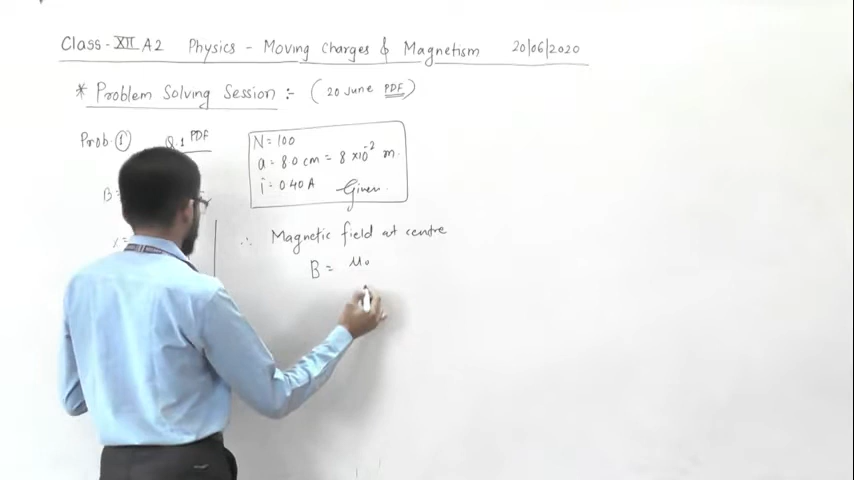 Class-XII A2 Physics - Moving Charges & Magnetism 20/06/2020
* Problem Solving Session :- (20 June PDF)
Prob. 1 Q.1 PDF
N = 100
a = 8.0 cm = 8 × 10⁻² m.
i = 0.40 A Given.
B =
∴ Magnetic field at centre
B = μ₀